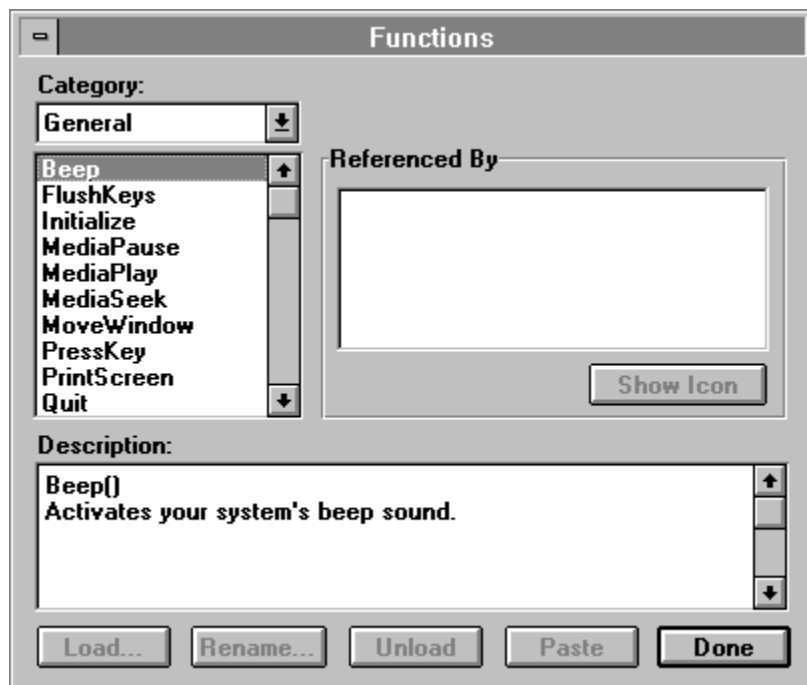 Functions
Category:
General
Beep
FlushKeys
Initialize
MediaPause
MediaPlay
MediaSeek
MoveWindow
PressKey
PrintScreen
Quit
Referenced By
Show Icon
Description:
Beep()
Activates your system's beep sound.
Load... Rename... Unload Paste Done